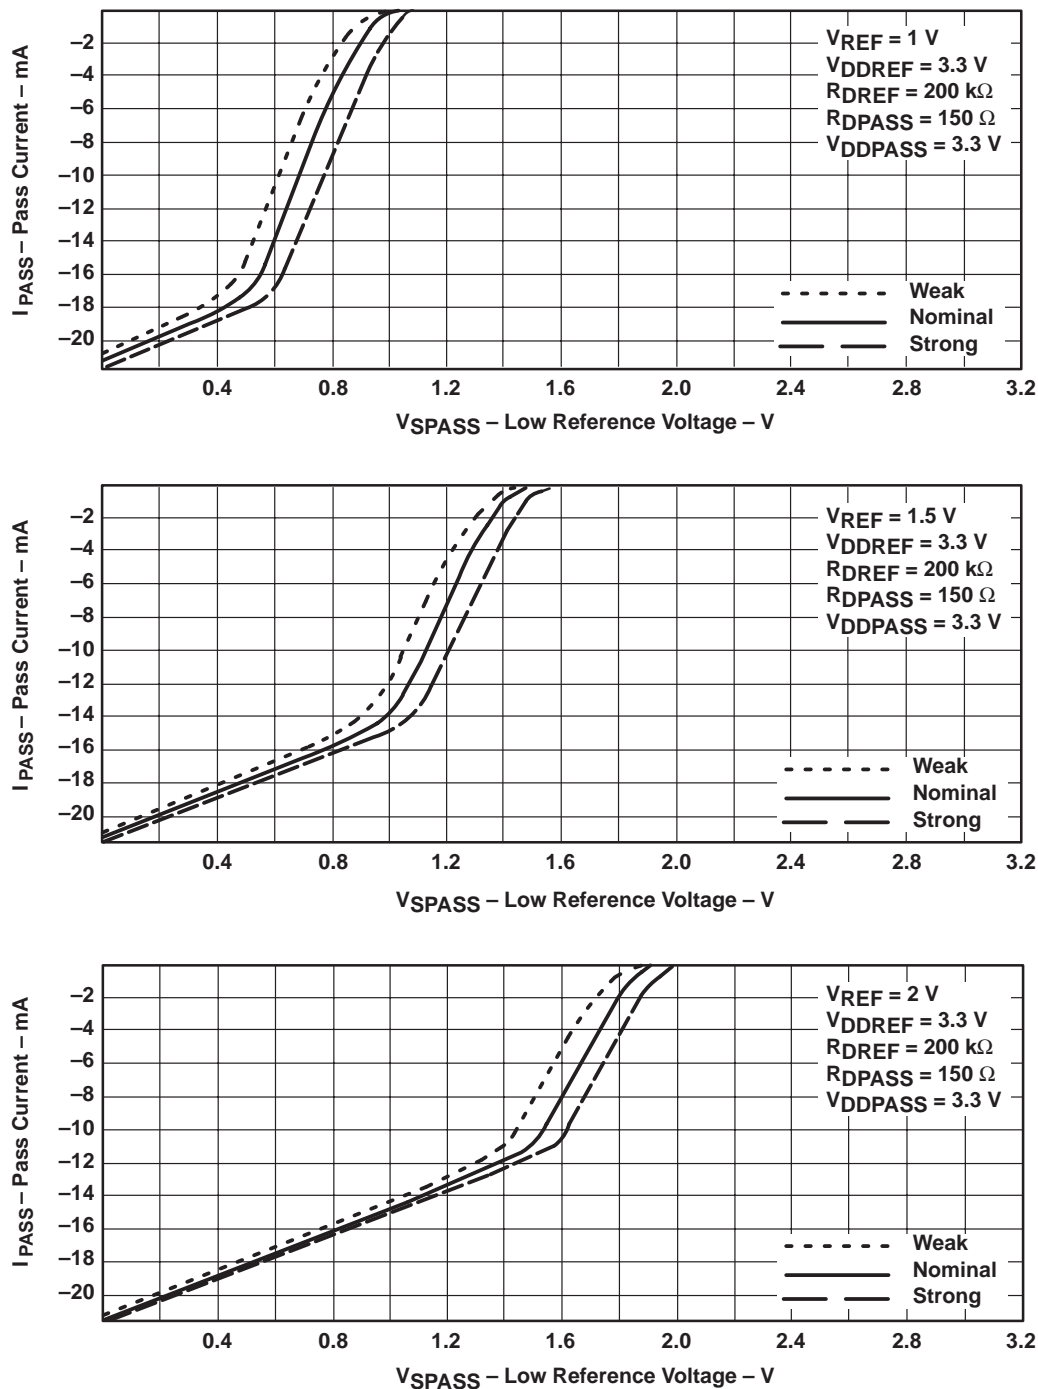 I PASS – Pass Current – mA
–2
–4
–6
–8
–10
–12
–14
–16
–18
–20
VREF = 1 V
VDDREF = 3.3 V
RDREF = 200 kΩ
RDPASS = 150 Ω
VDDPASS = 3.3 V
Weak
Nominal
Strong
0.4 0.8 1.2 1.6 2.0 2.4 2.8 3.2
VSPASS – Low Reference Voltage – V
I PASS – Pass Current – mA
–2
–4
–6
–8
–10
–12
–14
–16
–18
–20
VREF = 1.5 V
VDDREF = 3.3 V
RDREF = 200 kΩ
RDPASS = 150 Ω
VDDPASS = 3.3 V
Weak
Nominal
Strong
0.4 0.8 1.2 1.6 2.0 2.4 2.8 3.2
VSPASS – Low Reference Voltage – V
I PASS – Pass Current – mA
–2
–4
–6
–8
–10
–12
–14
–16
–18
–20
VREF = 2 V
VDDREF = 3.3 V
RDREF = 200 kΩ
RDPASS = 150 Ω
VDDPASS = 3.3 V
Weak
Nominal
Strong
0.4 0.8 1.2 1.6 2.0 2.4 2.8 3.2
VSPASS – Low Reference Voltage – V